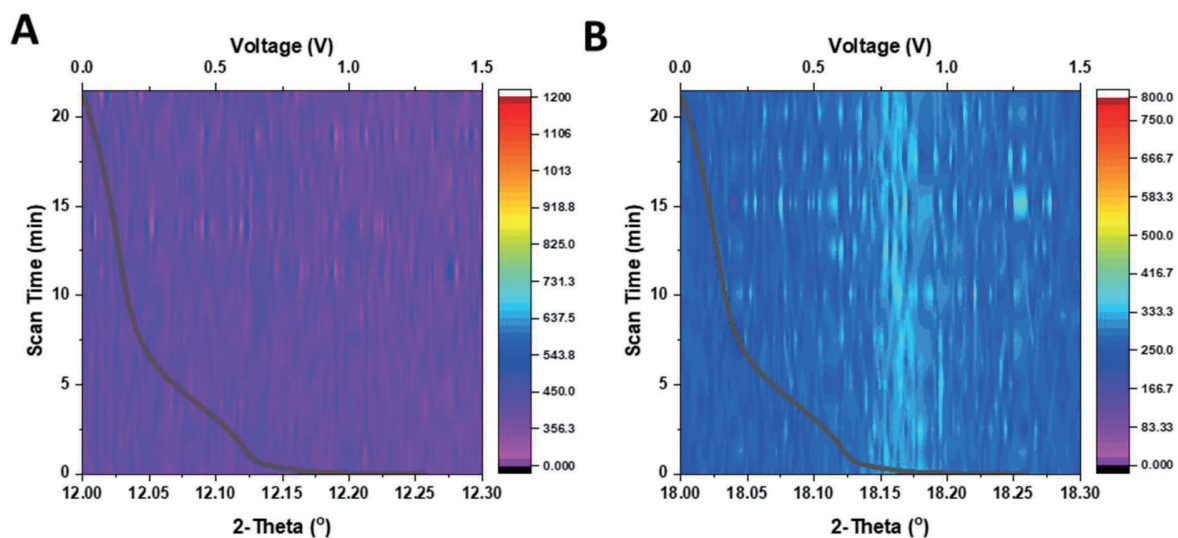 A
Voltage (V)
0.0 0.5 1.0 1.5
Scan Time (min)
20
15
10
5
0
12.00 12.05 12.10 12.15 12.20 12.25 12.30
2-Theta (°)
1200
1106
1013
918.8
825.0
731.3
637.5
543.8
450.0
356.3
0.000
B
Voltage (V)
0.0 0.5 1.0 1.5
Scan Time (min)
20
15
10
5
0
18.00 18.05 18.10 18.15 18.20 18.25 18.30
2-Theta (°)
800.0
750.0
666.7
583.3
500.0
416.7
333.3
250.0
166.7
83.33
0.000